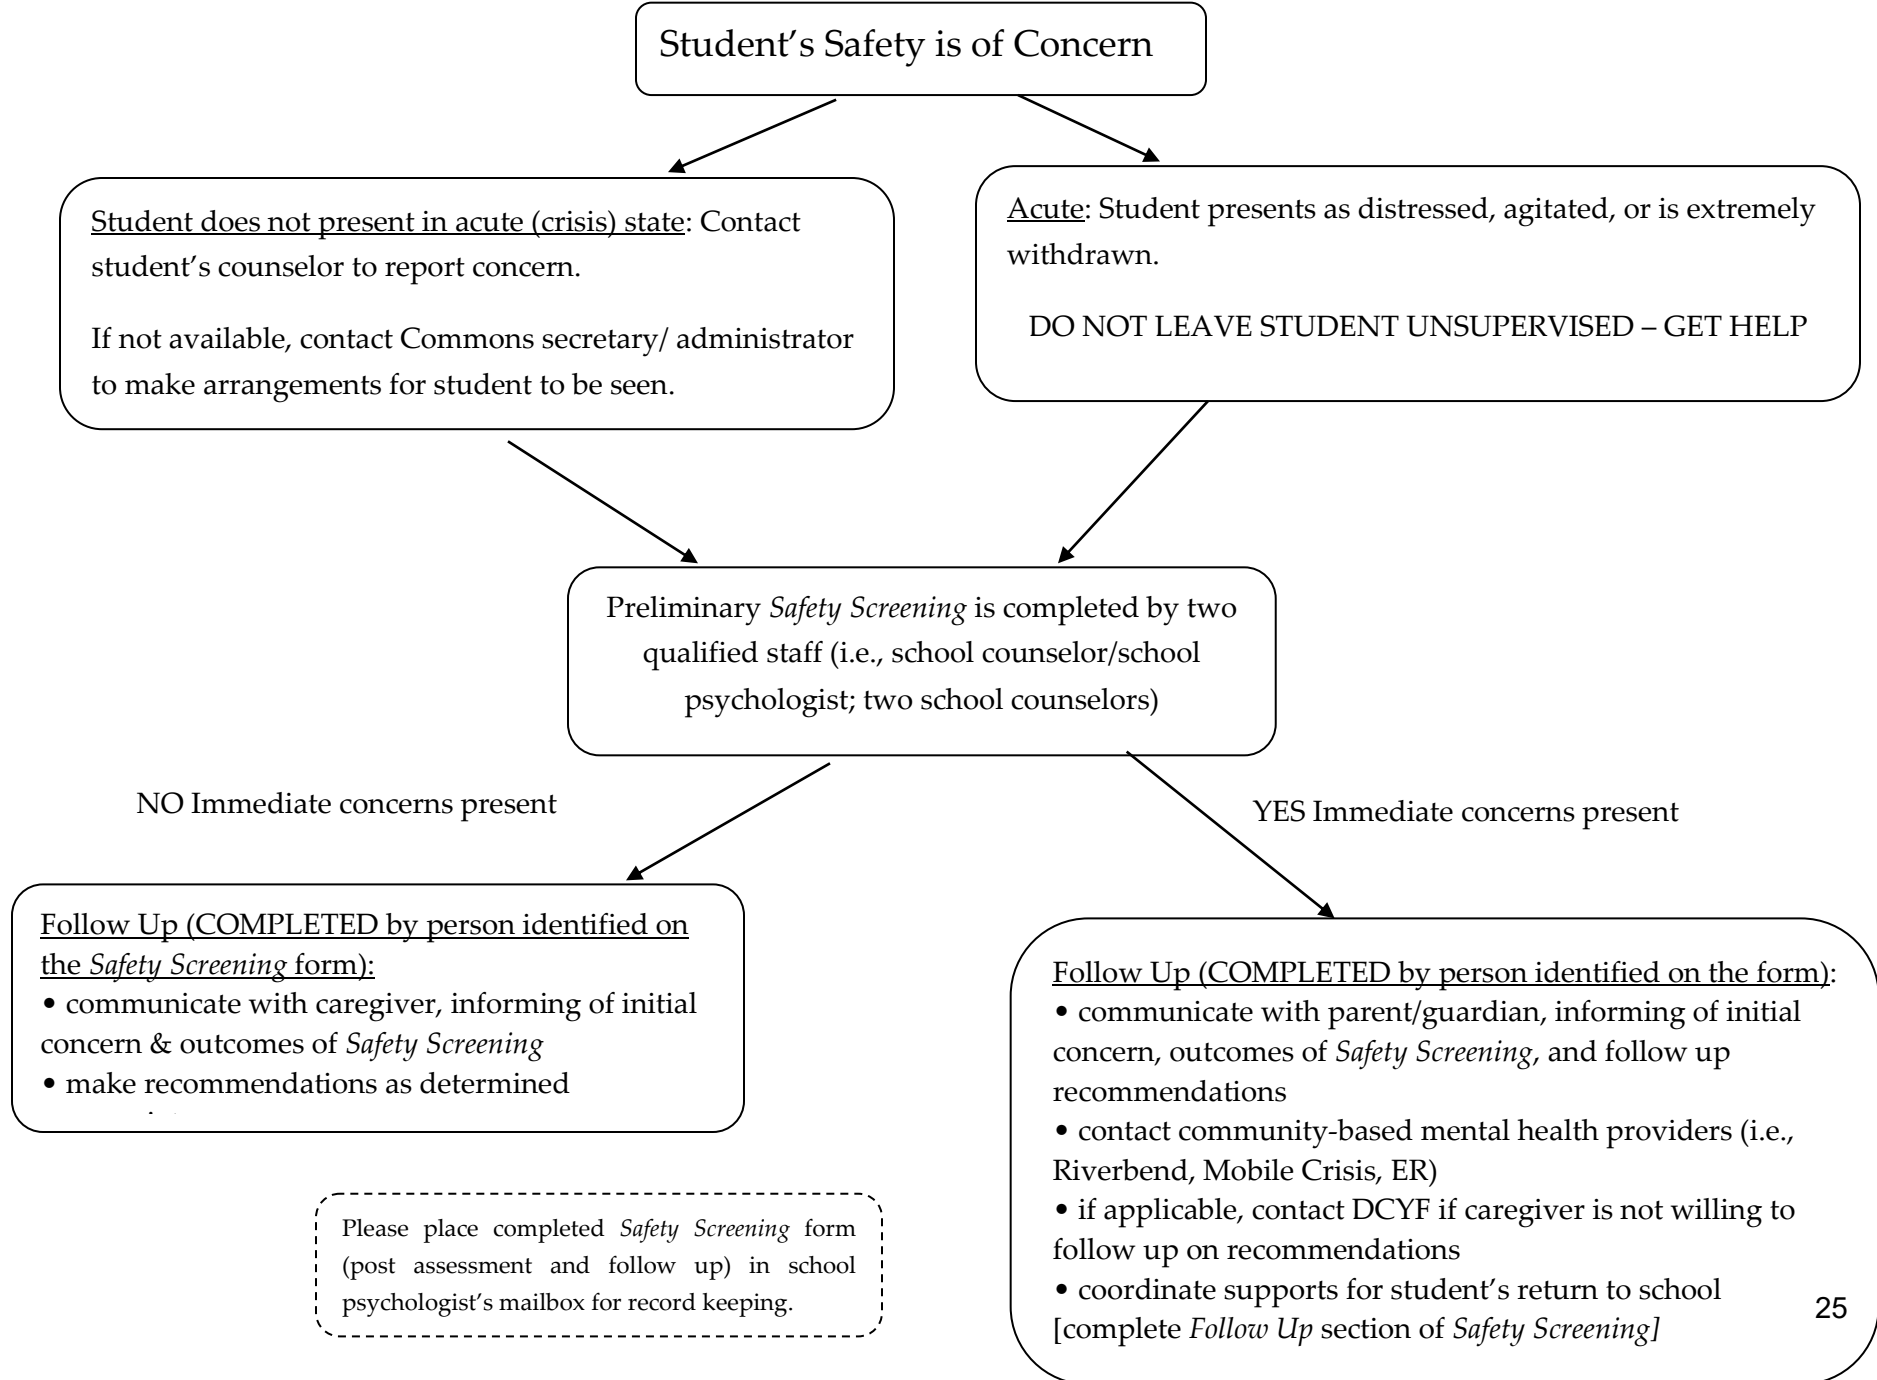 Student’s Safety is of Concern
Student does not present in acute (crisis) state: Contact
student’s counselor to report concern.
If not available, contact Commons secretary/ administrator
to make arrangements for student to be seen.
Acute: Student presents as distressed, agitated, or is extremely
withdrawn.
DO NOT LEAVE STUDENT UNSUPERVISED – GET HELP
Preliminary Safety Screening is completed by two
qualified staff (i.e., school counselor/school
psychologist; two school counselors)
NO Immediate concerns present
YES Immediate concerns present
Follow Up (COMPLETED by person identified on
the Safety Screening form):
• communicate with caregiver, informing of initial
concern & outcomes of Safety Screening
• make recommendations as determined
Follow Up (COMPLETED by person identified on the form):
• communicate with parent/guardian, informing of initial
concern, outcomes of Safety Screening, and follow up
recommendations
• contact community-based mental health providers (i.e.,
Riverbend, Mobile Crisis, ER)
• if applicable, contact DCYF if caregiver is not willing to
follow up on recommendations
• coordinate supports for student’s return to school
[complete Follow Up section of Safety Screening]
Please place completed Safety Screening form
(post assessment and follow up) in school
psychologist’s mailbox for record keeping.
25